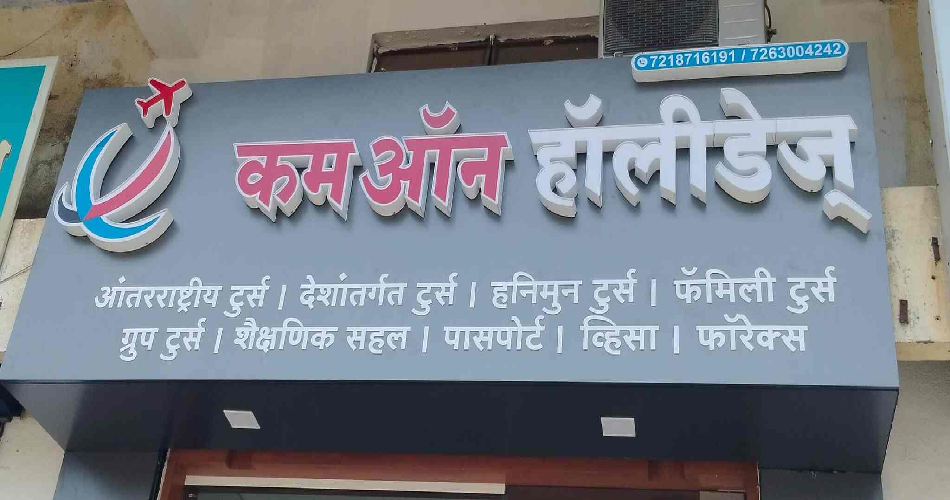 7218716191 / 7263004242
कमऑन हॉलीडेज्
आंतरराष्ट्रीय टुर्स | देशांतर्गत टुर्स | हनिमुन टुर्स | फॅमिली टुर्स
ग्रुप टुर्स | शैक्षणिक सहल | पासपोर्ट | व्हिसा | फॉरेक्स